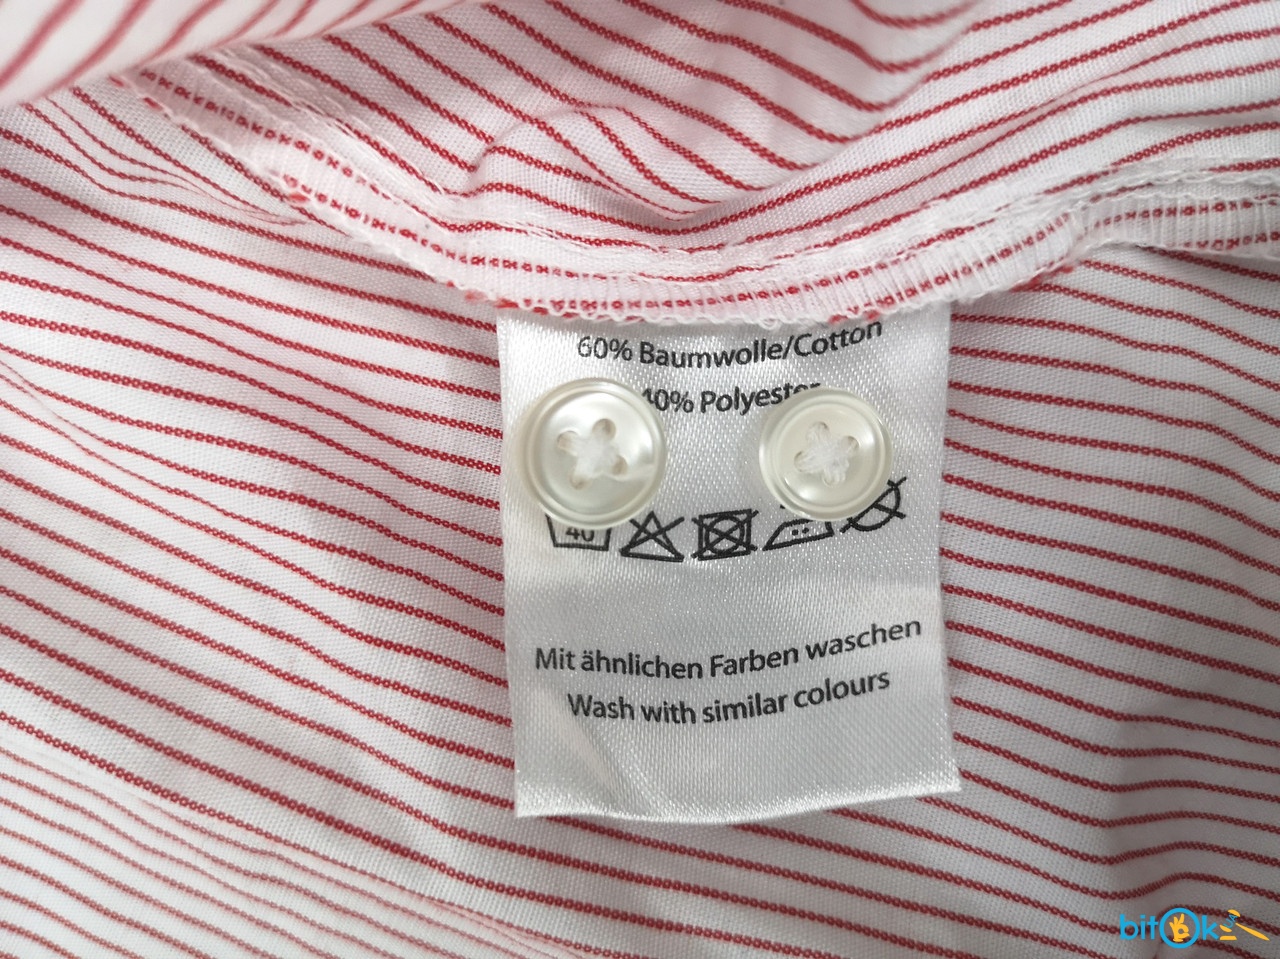 60% Baumwolle/Cotton
40% Polyester
40
Mit ähnlichen Farben waschen
Wash with similar colours
bitOk